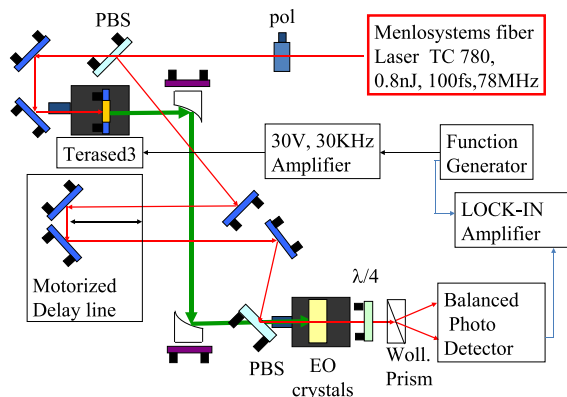 PBS
pol
Menlosystems fiber
Laser TC 780,
0.8nJ, 100fs,78MHz
Terased3
30V, 30KHz
Amplifier
Function
Generator
LOCK-IN
Amplifier
Motorized
Delay line
λ/4
PBS
EO
crystals
Woll.
Prism
Balanced
Photo
Detector